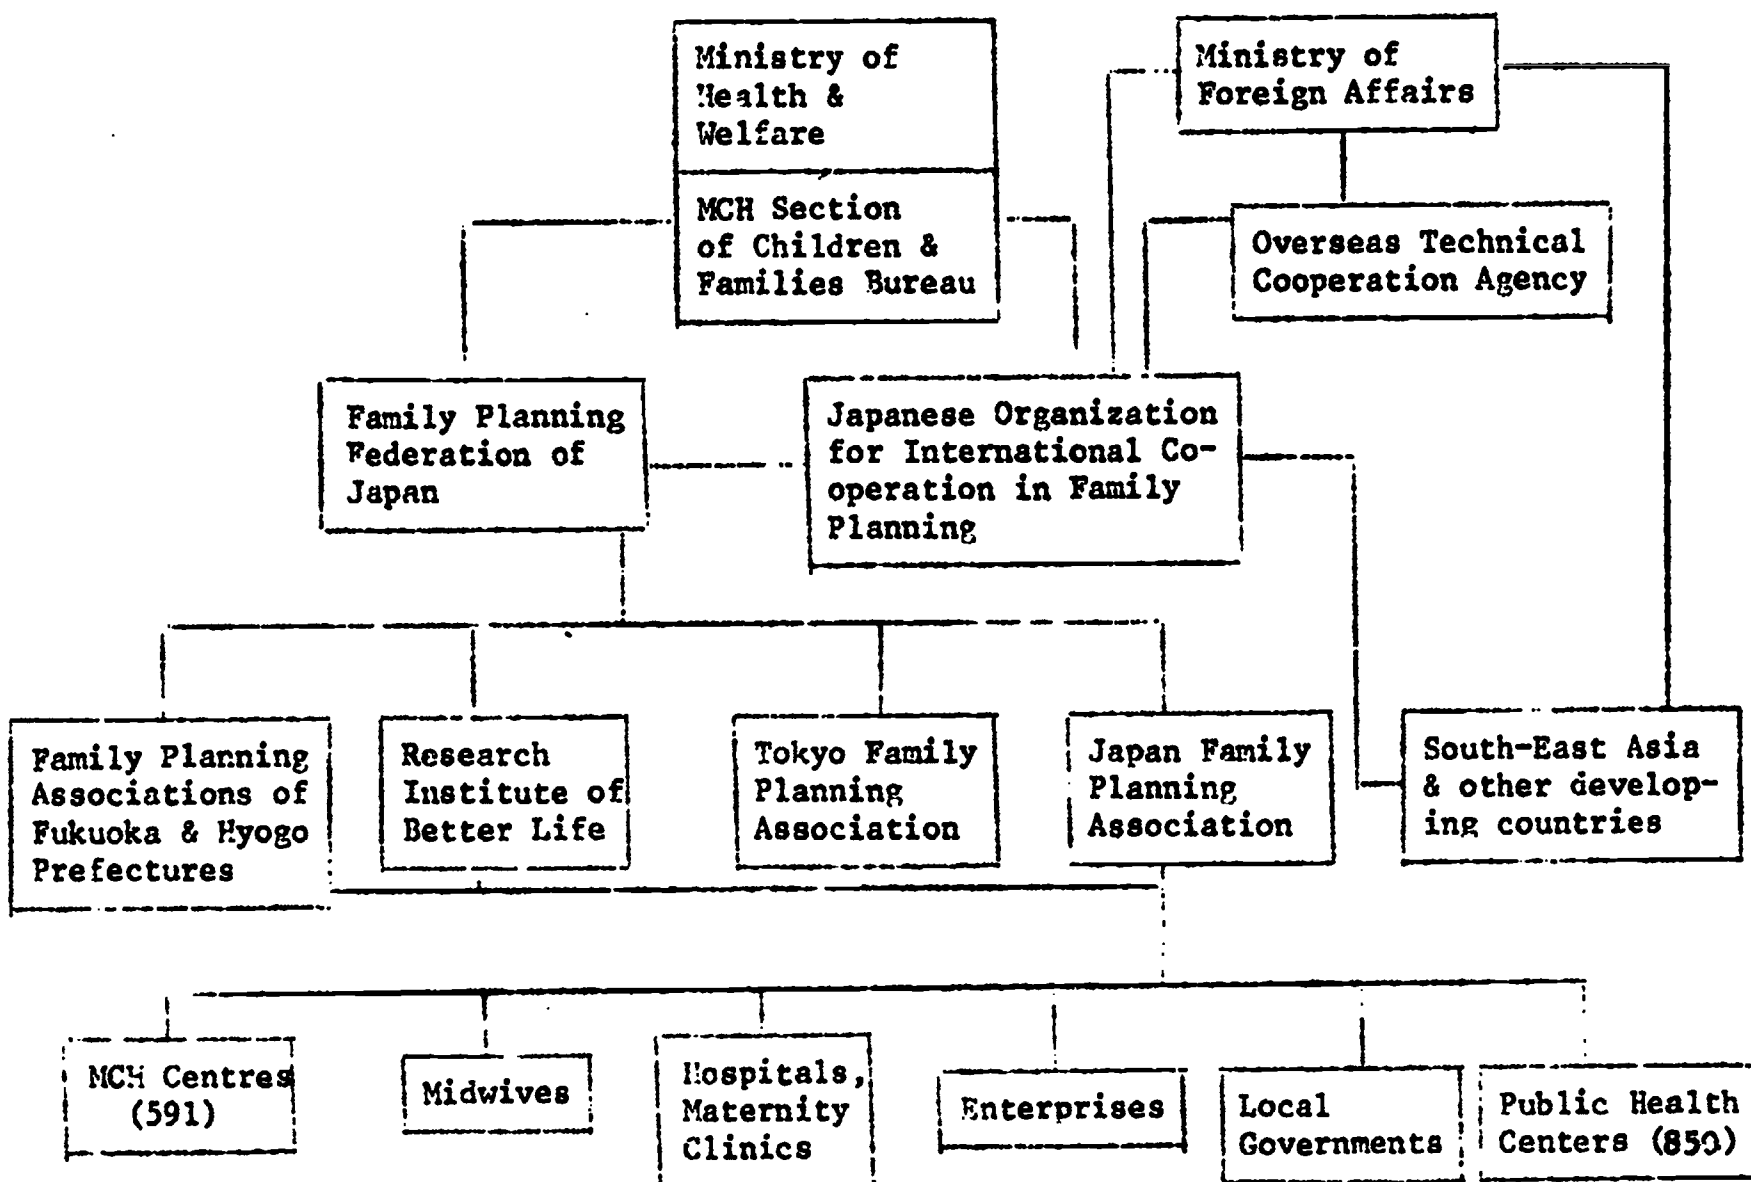 Ministry of
Health &
Welfare
MCH Section
of Children &
Families Bureau
Ministry of
Foreign Affairs
Overseas Technical
Cooperation Agency
Family Planning
Federation of
Japan
Japanese Organization
for International Co-
operation in Family
Planning
Family Planning
Associations of
Fukuoka & Hyogo
Prefectures
Research
Institute of
Better Life
Tokyo Family
Planning
Association
Japan Family
Planning
Association
South-East Asia
& other develop-
ing countries
MCH Centres
(591)
Midwives
Hospitals,
Maternity
Clinics
Enterprises
Local
Governments
Public Health
Centers (850)